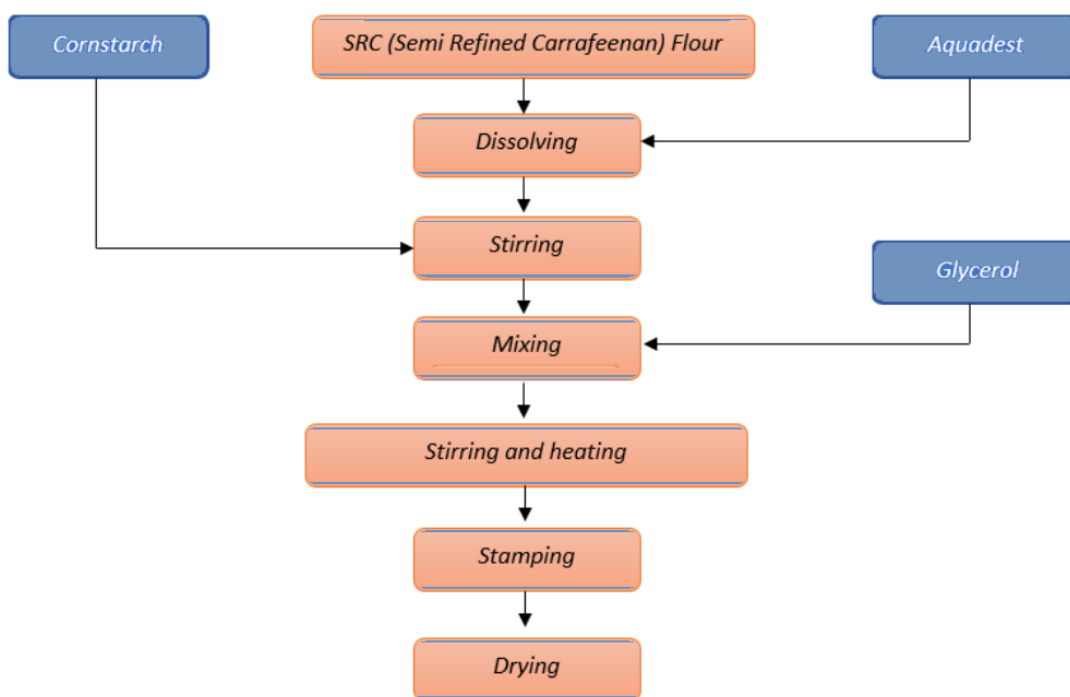 Cornstarch
SRC (Semi Refined Carrafeenan) Flour
Aquadest
Dissolving
Stirring
Glycerol
Mixing
Stirring and heating
Stamping
Drying